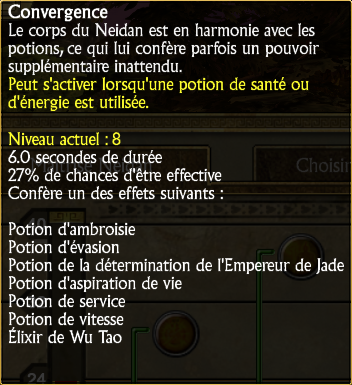 Convergence
Le corps du Neidan est en harmonie avec les
potions, ce qui lui confère parfois un pouvoir
supplémentaire inattendu.
Peut s'activer lorsqu'une potion de santé ou
d'énergie est utilisée.
Niveau actuel : 8
6.0 secondes de durée
27% de chances d'être effective
Confère un des effets suivants :
Potion d'ambroisie
Potion d'évasion
Potion de la détermination de l'Empereur de Jade
Potion d'aspiration de vie
Potion de service
Potion de vitesse
Élixir de Wu Tao
24